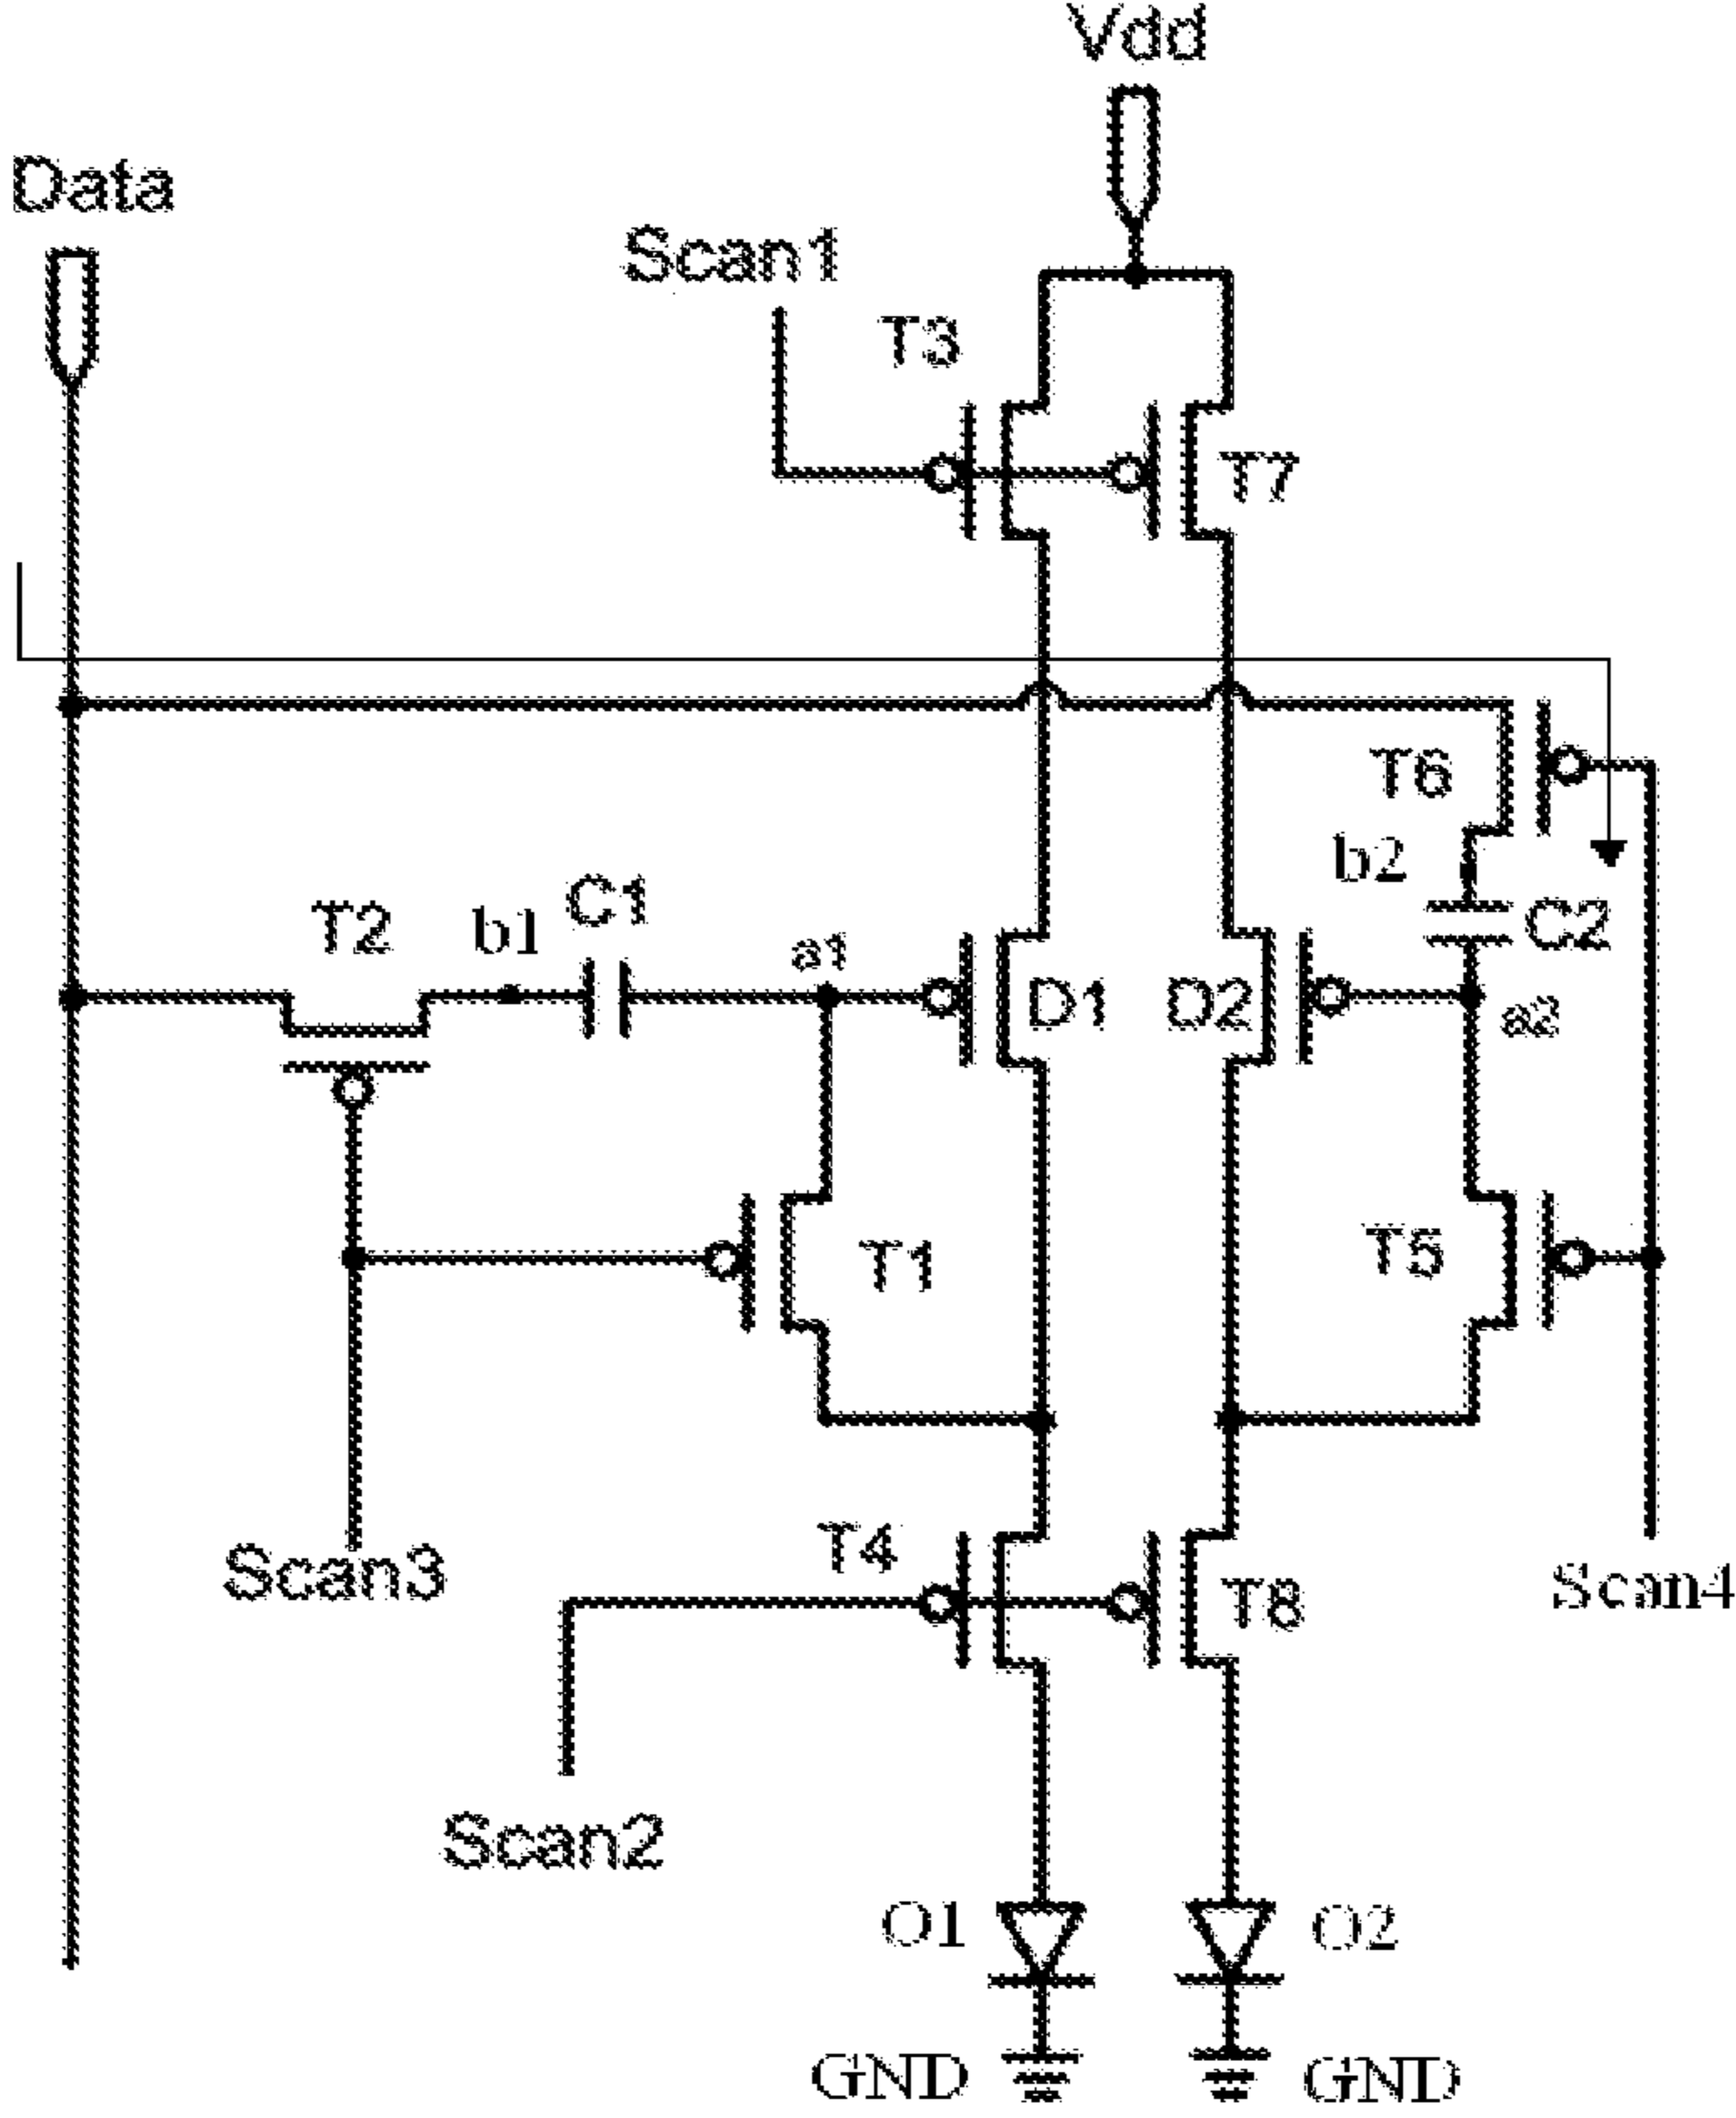 Vdd
Data
Scan1
T3
T7
T6
b2
T2
b1
C1
a1
C2
D1
D2
a2
T1
T5
T4
Scan3
T8
Scan4
Scan2
O1
O2
GND
GND